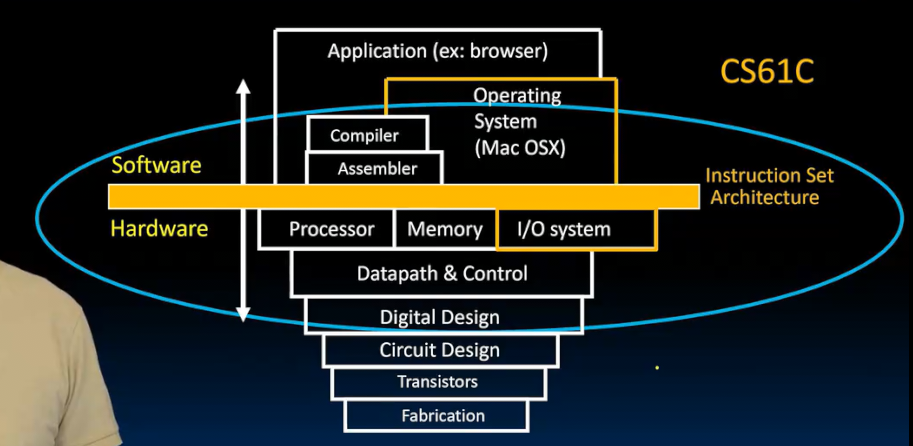 Application (ex: browser)
CS61C
Operating
System
(Mac OSX)
Compiler
Assembler
Software
Instruction Set
Architecture
Hardware
Processor
Memory
I/O system
Datapath & Control
Digital Design
Circuit Design
Transistors
Fabrication